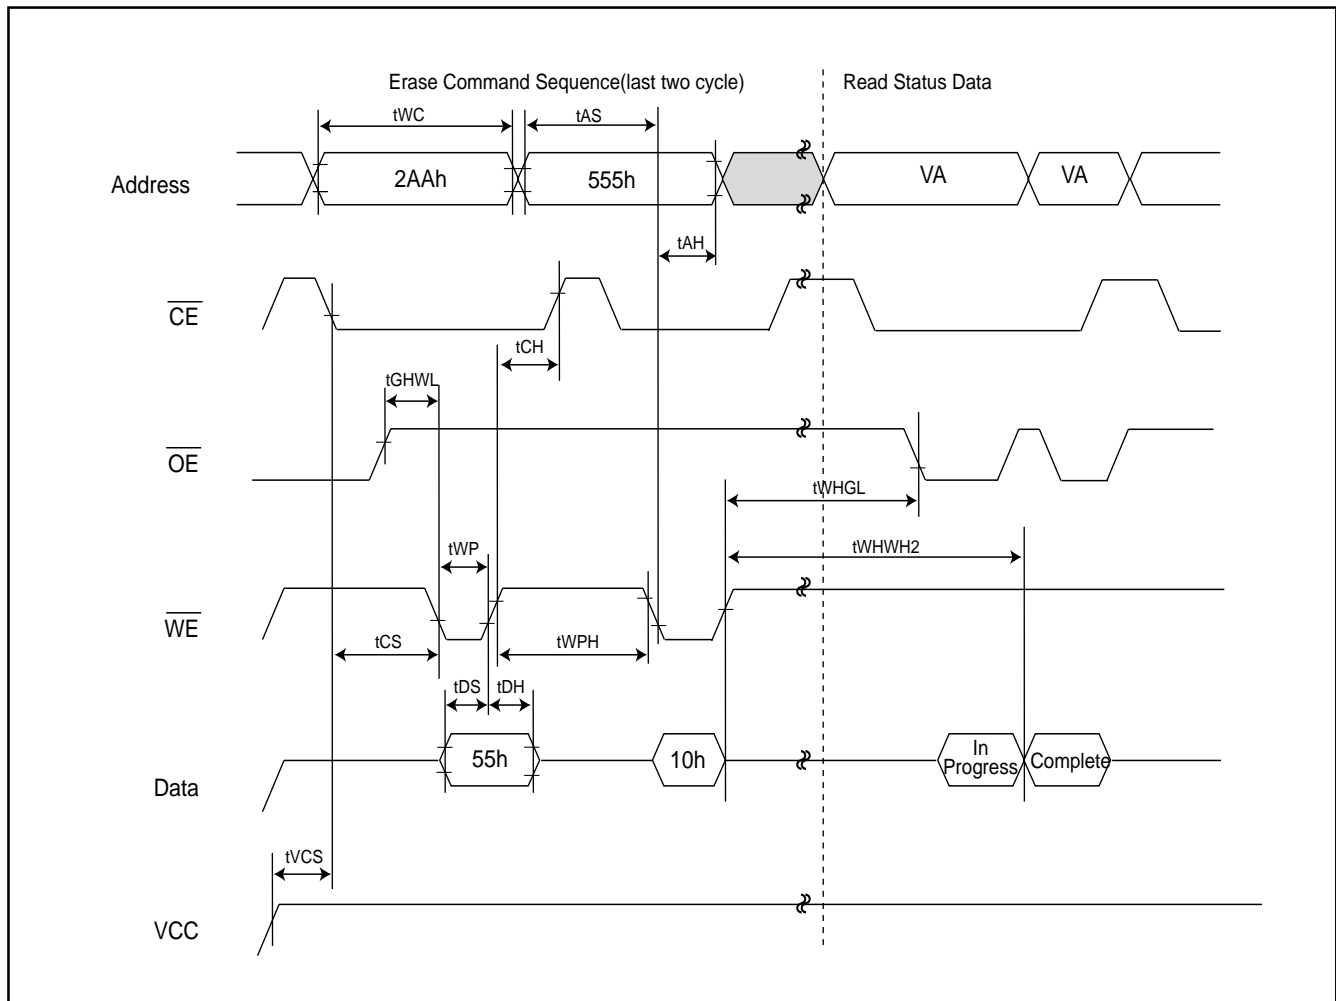 Erase Command Sequence(last two cycle)
Read Status Data
tWC
tAS
Address
2AAh
555h
VA
VA
tAH
CE
tCH
tGHWL
OE
tWHGL
tWP
tWHWH2
WE
tCS
tWPH
tDS
tDH
Data
55h
10h
In
Progress
Complete
tVCS
VCC